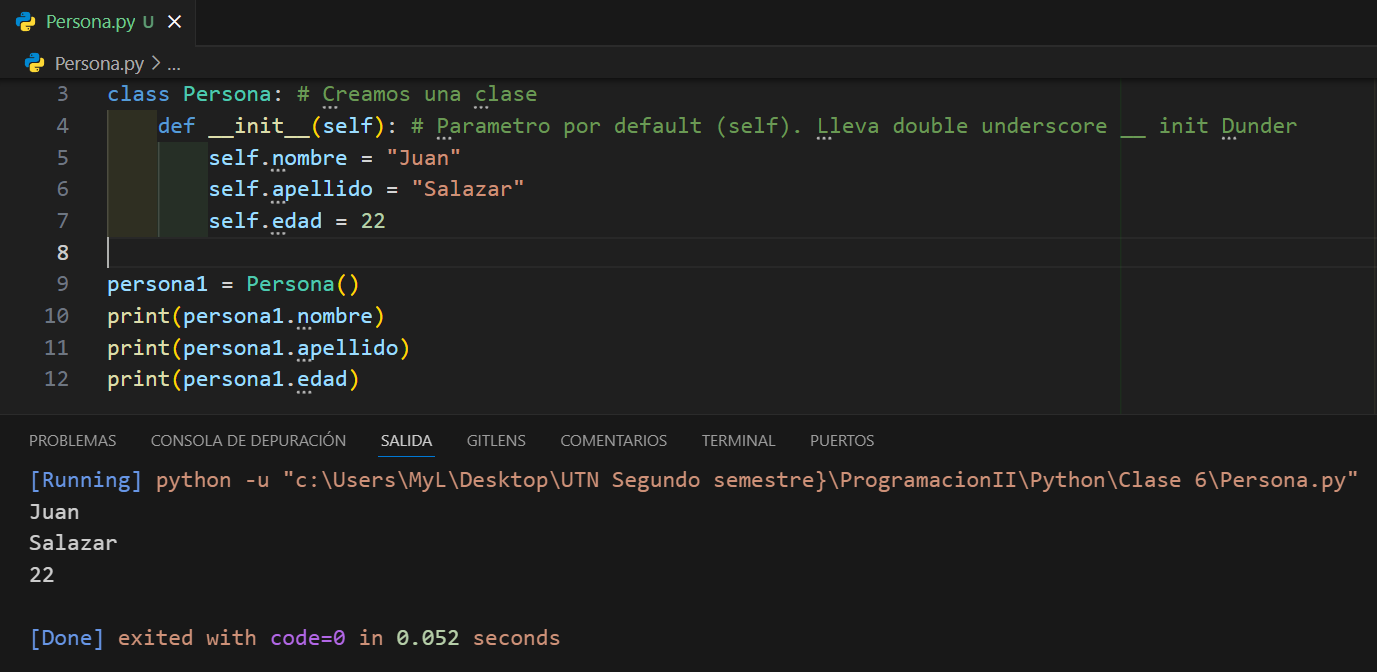 Persona.py U
Persona.py > ...
3 class Persona: # Creamos una clase
4 def __init__(self): # Parametro por default (self). Lleva double underscore __ init Dunder
5 self.nombre = "Juan"
6 self.apellido = "Salazar"
7 self.edad = 22
8
9 persona1 = Persona()
10 print(persona1.nombre)
11 print(persona1.apellido)
12 print(persona1.edad)
PROBLEMAS CONSOLA DE DEPURACIÓN SALIDA GITLENS COMENTARIOS TERMINAL PUERTOS
[Running] python -u "c:\Users\MyL\Desktop\UTN Segundo semestre}\ProgramacionII\Python\Clase 6\Persona.py"
Juan
Salazar
22
[Done] exited with code=0 in 0.052 seconds